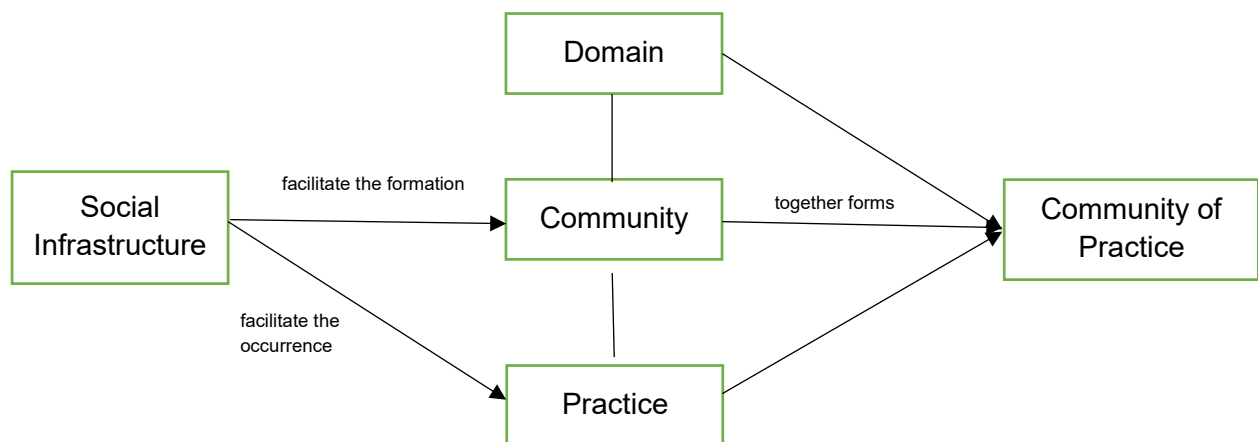 Domain
facilitate the formation
Social
Infrastructure
Community
together forms
Community of
Practice
facilitate the
occurrence
Practice